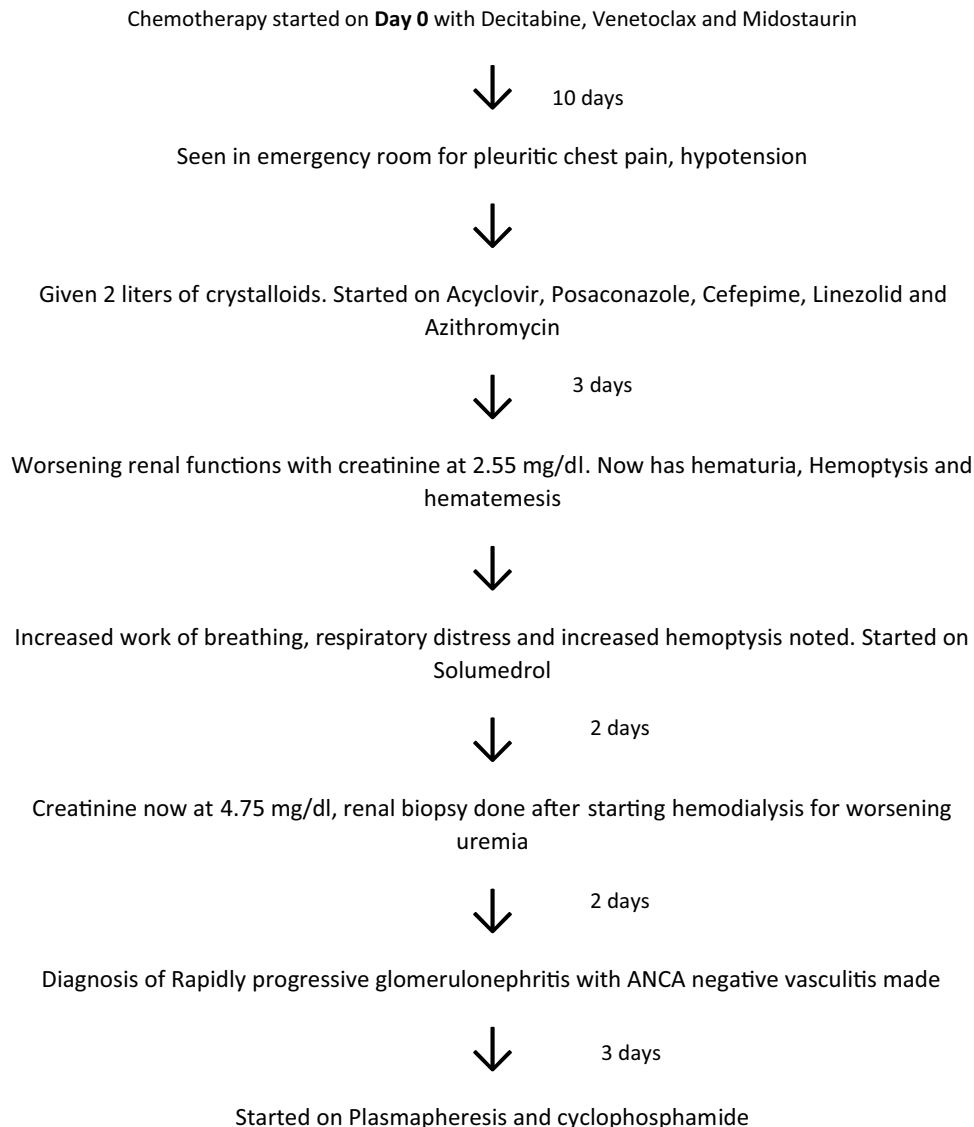 Chemotherapy started on Day 0 with Decitabine, Venetoclax and Midostaurin
10 days
Seen in emergency room for pleuritic chest pain, hypotension
Given 2 liters of crystalloids. Started on Acyclovir, Posaconazole, Cefepime, Linezolid and
Azithromycin
3 days
Worsening renal functions with creatinine at 2.55 mg/dl. Now has hematuria, Hemoptysis and
hematemesis
Increased work of breathing, respiratory distress and increased hemoptysis noted. Started on
Solumedrol
2 days
Creatinine now at 4.75 mg/dl, renal biopsy done after starting hemodialysis for worsening
uremia
2 days
Diagnosis of Rapidly progressive glomerulonephritis with ANCA negative vasculitis made
3 days
Started on Plasmapheresis and cyclophosphamide